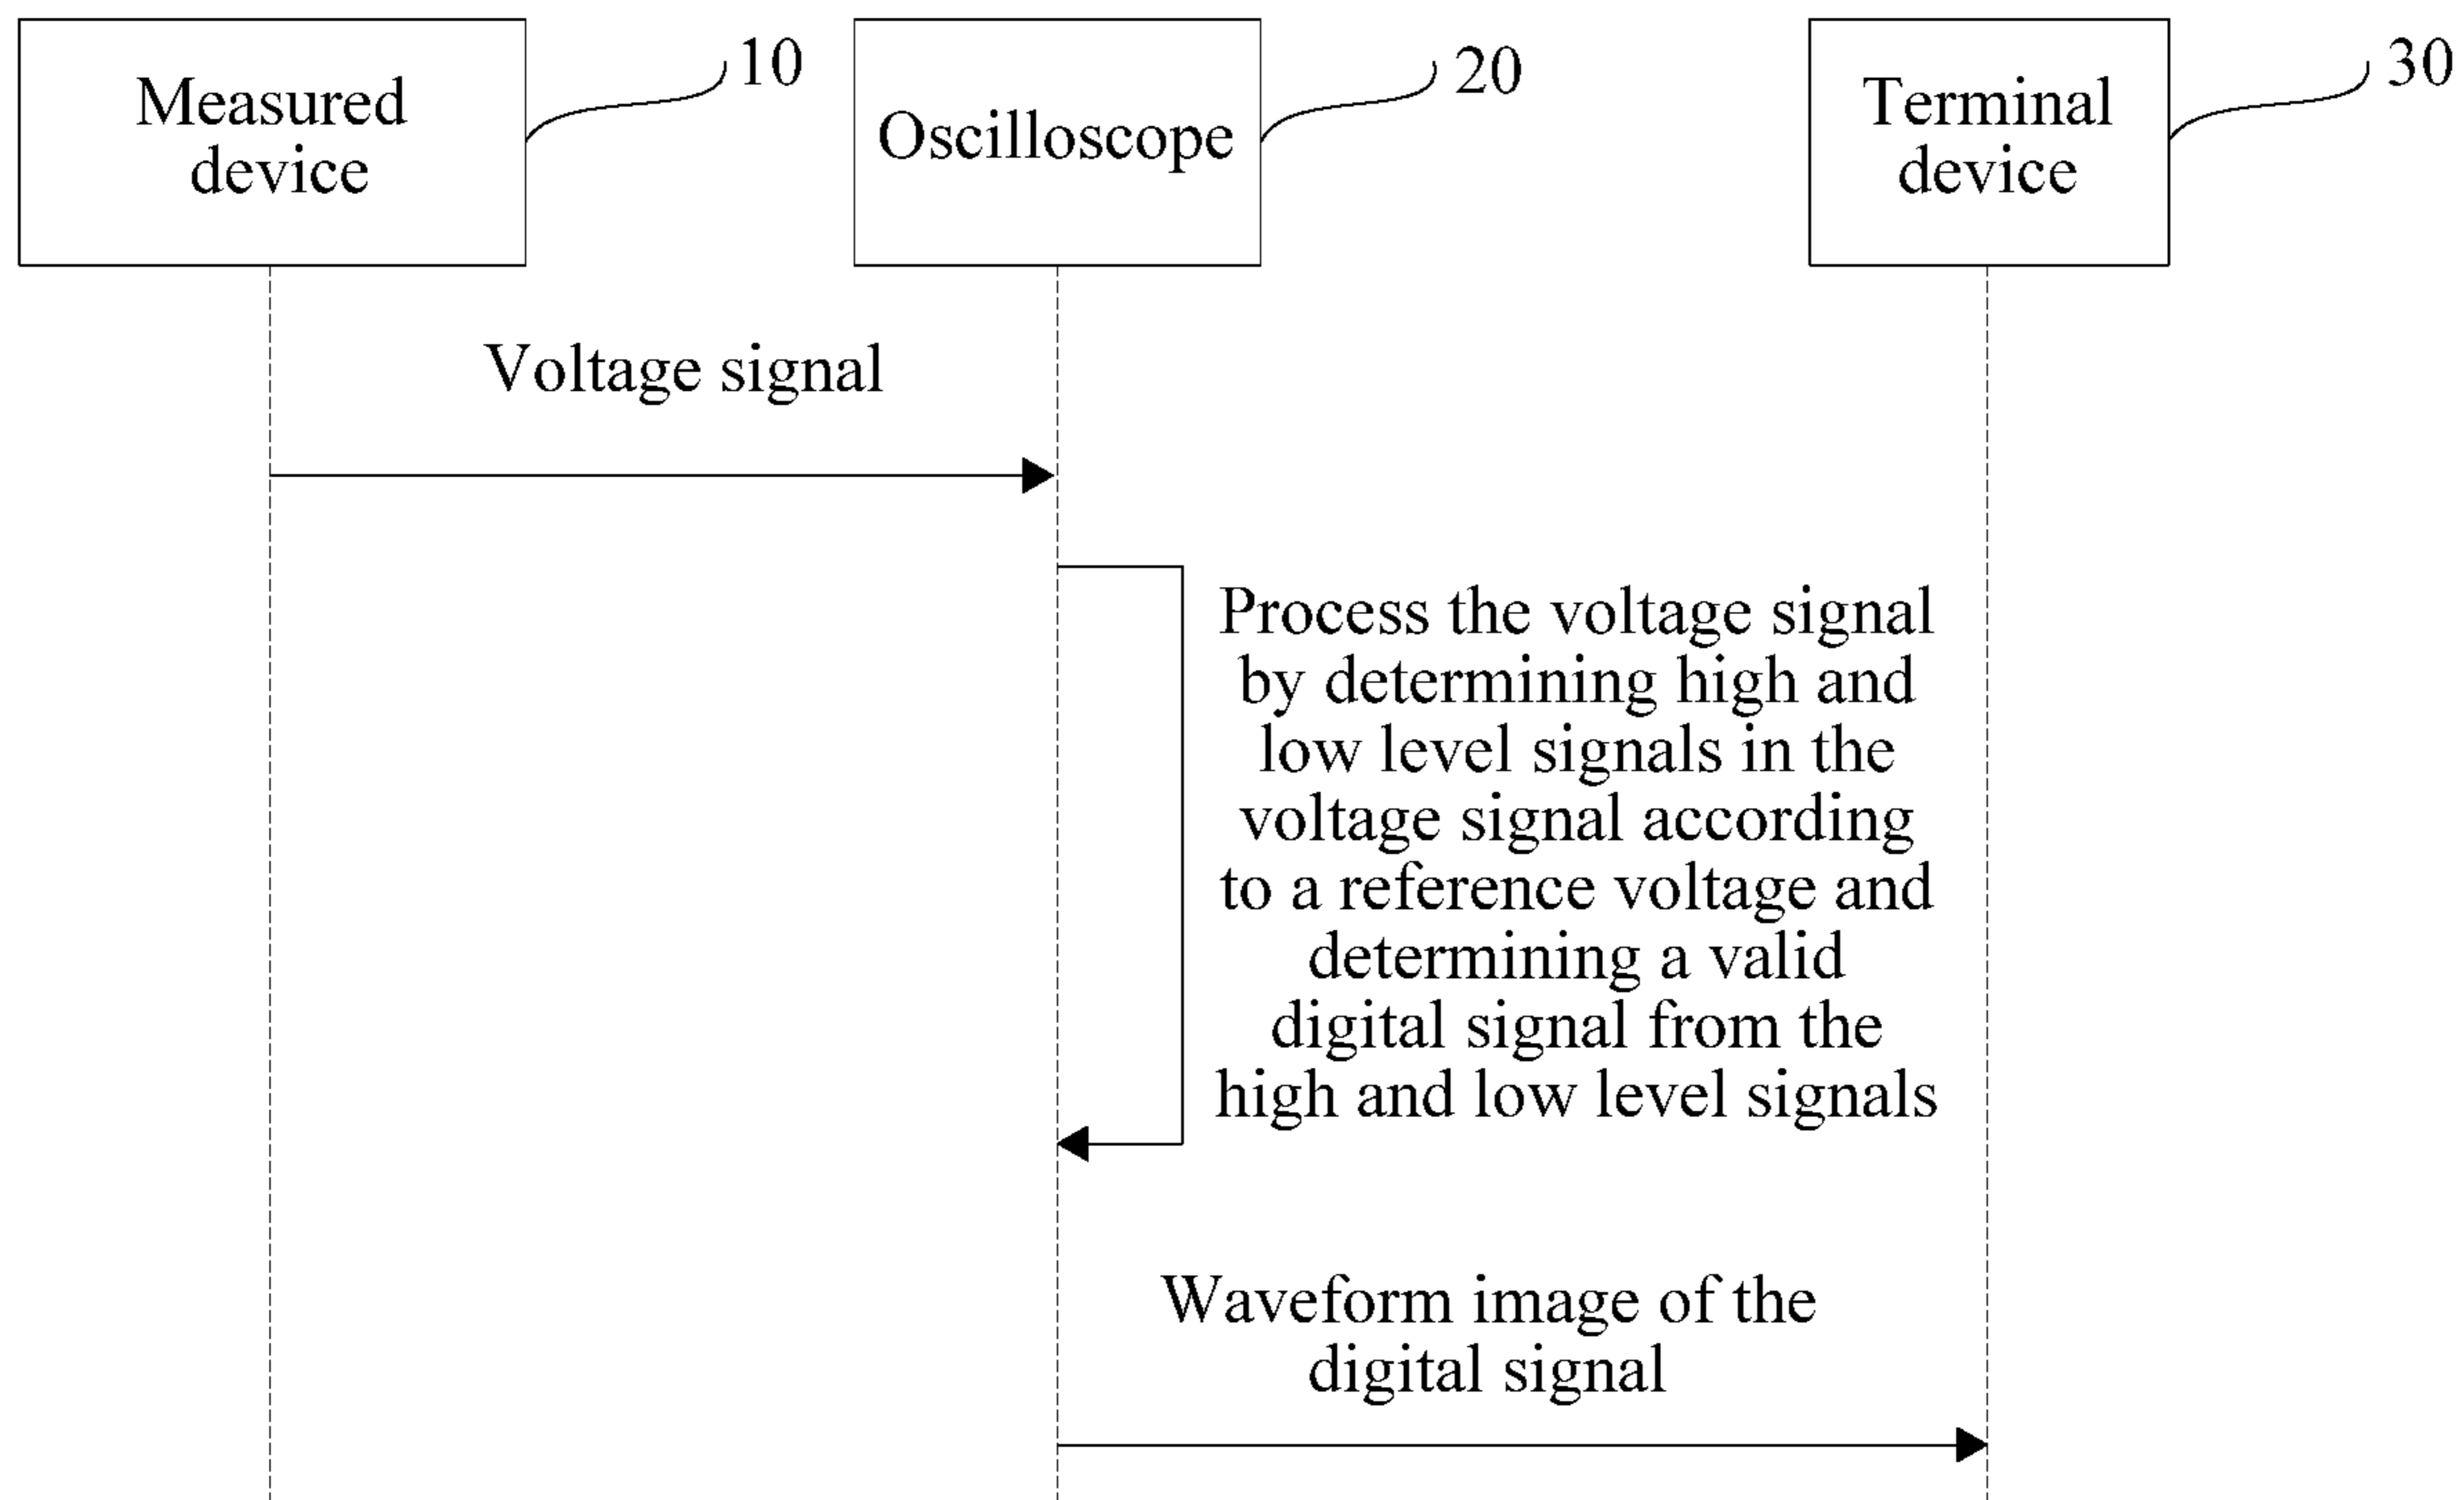 Measured
device
10
Oscilloscope
20
Terminal
device
30
Voltage signal
Process the voltage signal
by determining high and
low level signals in the
voltage signal according
to a reference voltage and
determining a valid
digital signal from the
high and low level signals
Waveform image of the
digital signal